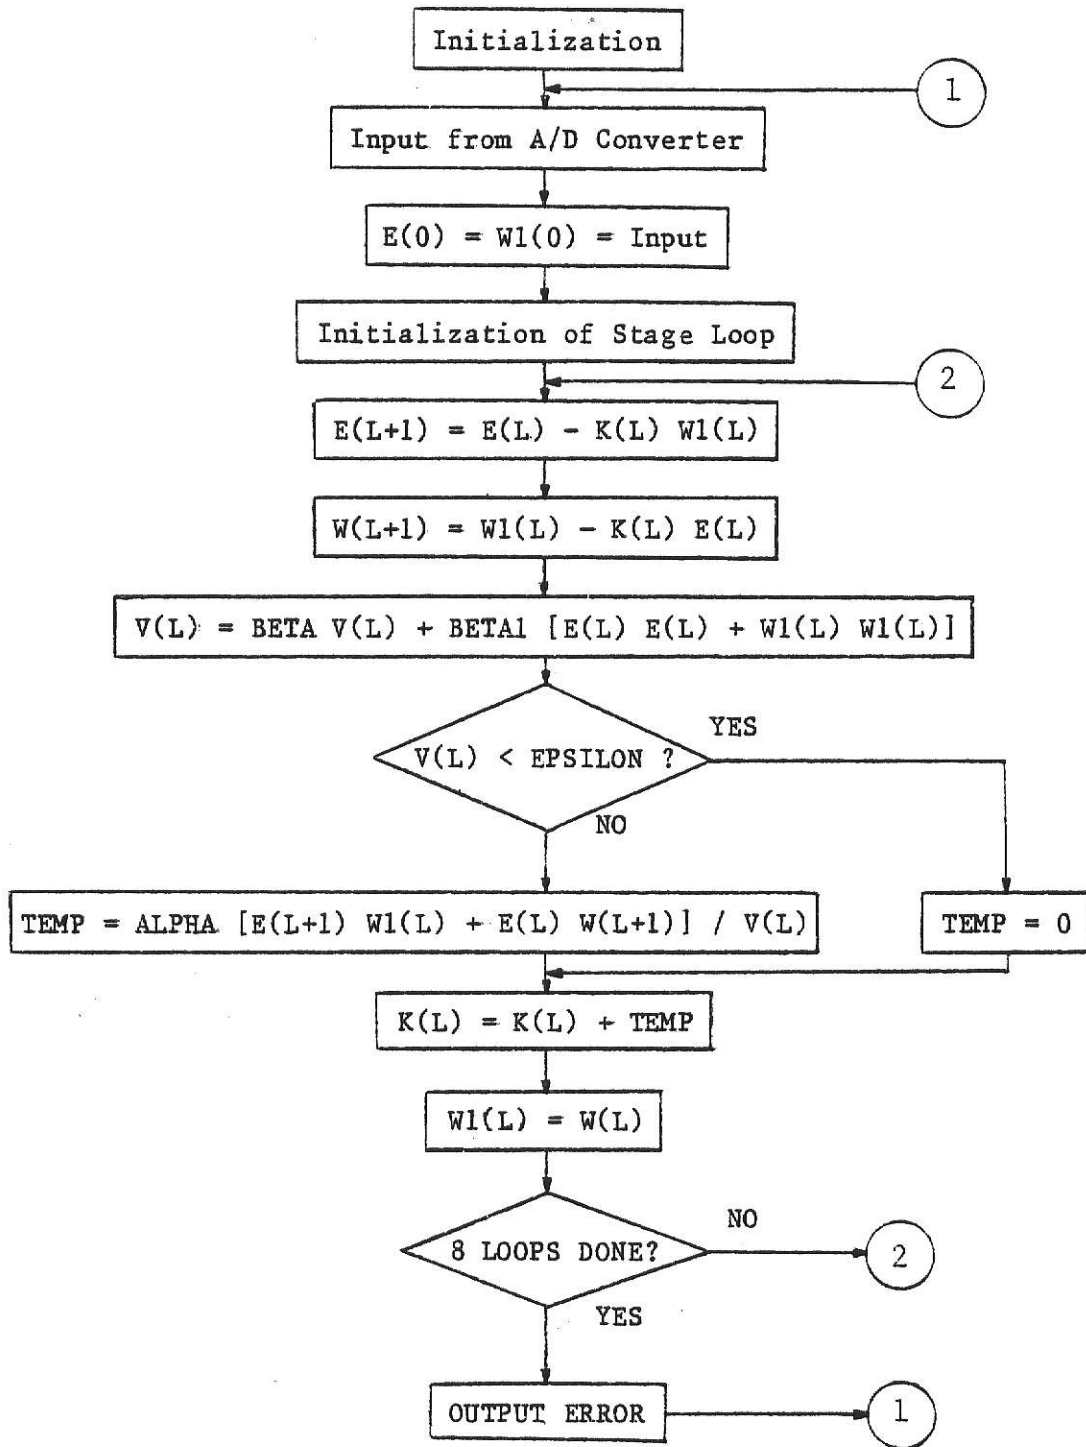 Initialization
1
Input from A/D Converter
E(0) = W1(0) = Input
Initialization of Stage Loop
2
E(L+1) = E(L) - K(L) W1(L)
W(L+1) = W1(L) - K(L) E(L)
V(L) = BETA V(L) + BETA1 [E(L) E(L) + W1(L) W1(L)]
YES
V(L) < EPSILON ?
NO
TEMP = ALPHA [E(L+1) W1(L) + E(L) W(L+1)] / V(L)
TEMP = 0
K(L) = K(L) + TEMP
W1(L) = W(L)
NO
8 LOOPS DONE?
2
YES
OUTPUT ERROR
1